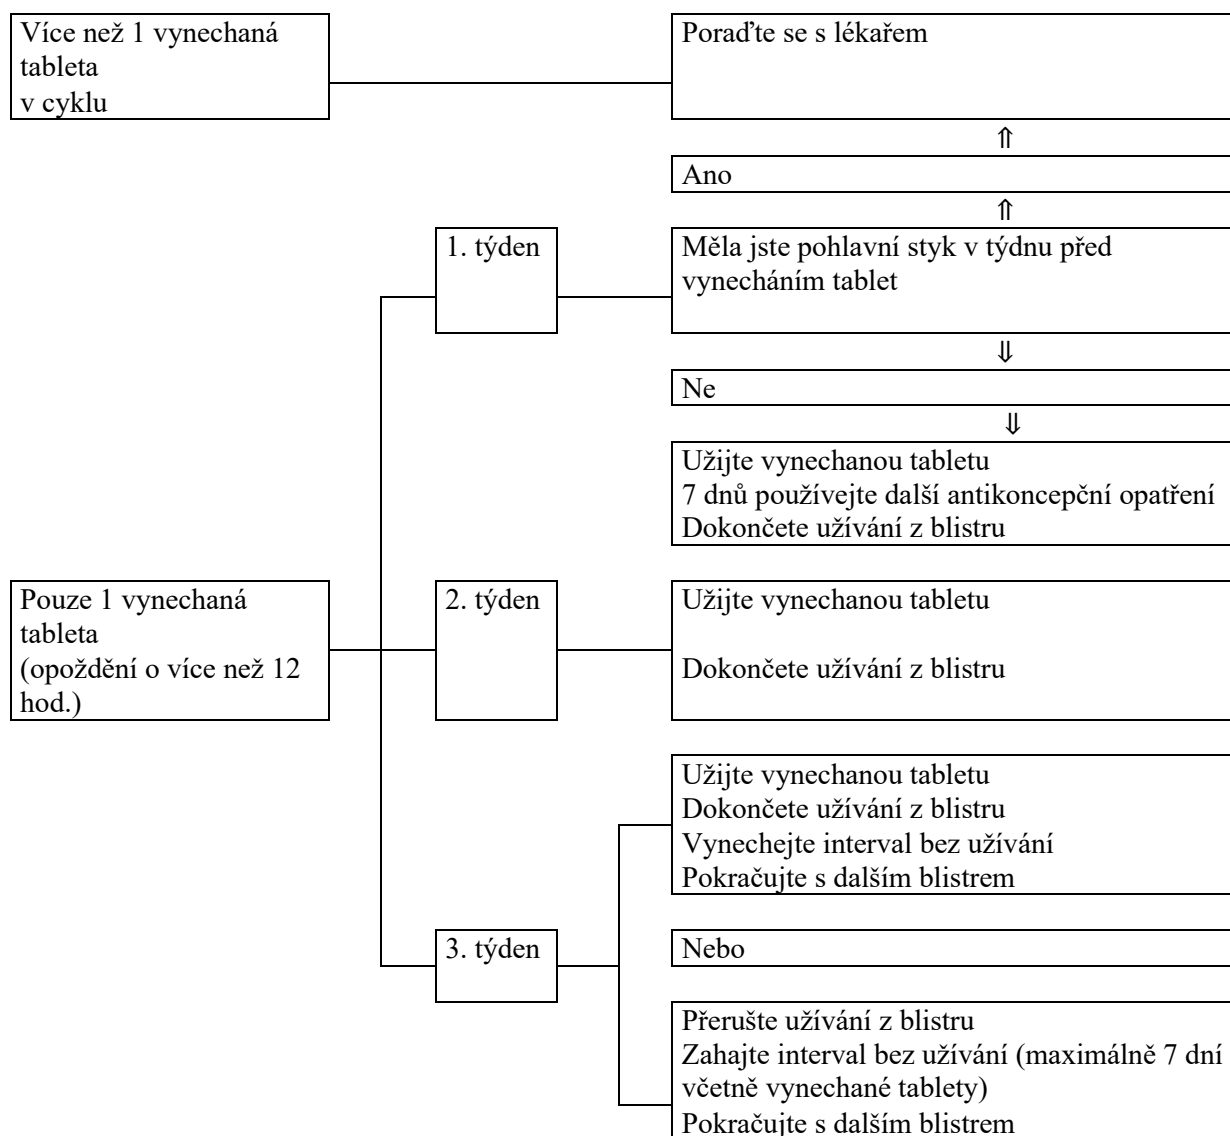 Více než 1 vynechaná
tableta
v cyklu
Poraďte se s lékařem
⇑
Ano
⇑
1. týden
Měla jste pohlavní styk v týdnu před
vynecháním tablet
⇓
Ne
⇓
Užijte vynechanou tabletu
7 dnů používejte další antikoncepční opatření
Dokončete užívání z blistru
Pouze 1 vynechaná
tableta
(opoždění o více než 12
hod.)
2. týden
Užijte vynechanou tabletu
Dokončete užívání z blistru
Užijte vynechanou tabletu
Dokončete užívání z blistru
Vynechejte interval bez užívání
Pokračujte s dalším blistrem
3. týden
Nebo
Přerušte užívání z blistru
Zahajte interval bez užívání (maximálně 7 dní
včetně vynechané tablety)
Pokračujte s dalším blistrem